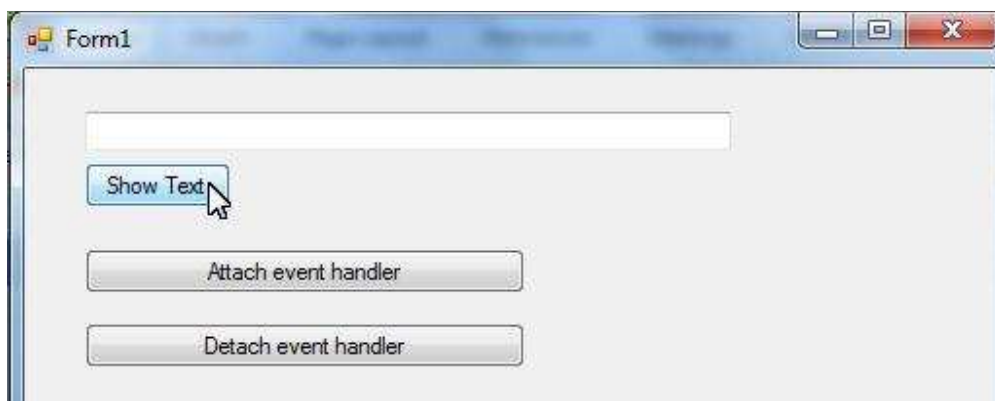 Form1
Show Text
Attach event handler
Detach event handler